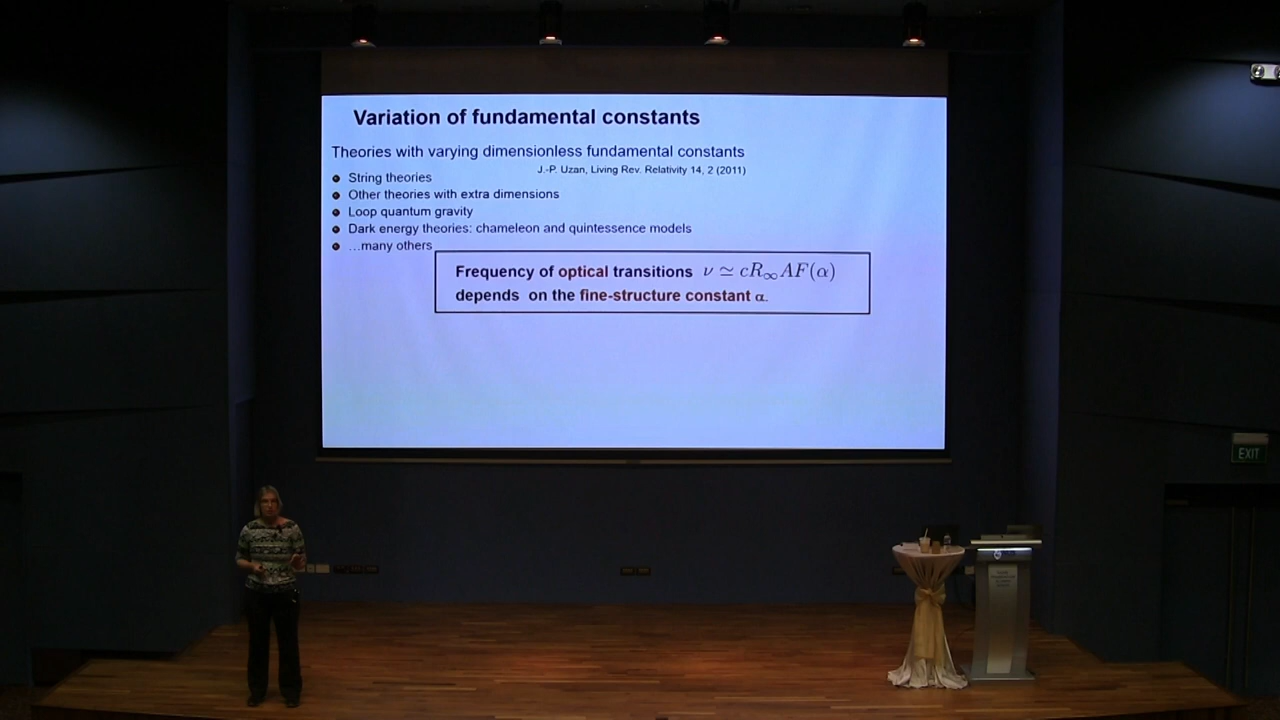 Variation of fundamental constants
Theories with varying dimensionless fundamental constants
J.-P. Uzan, Living Rev. Relativity 14, 2 (2011)
String theories
Other theories with extra dimensions
Loop quantum gravity
Dark energy theories: chameleon and quintessence models
…many others
Frequency of optical transitions ν ≃ cR∞AF(α)
depends on the fine-structure constant α.
EXIT